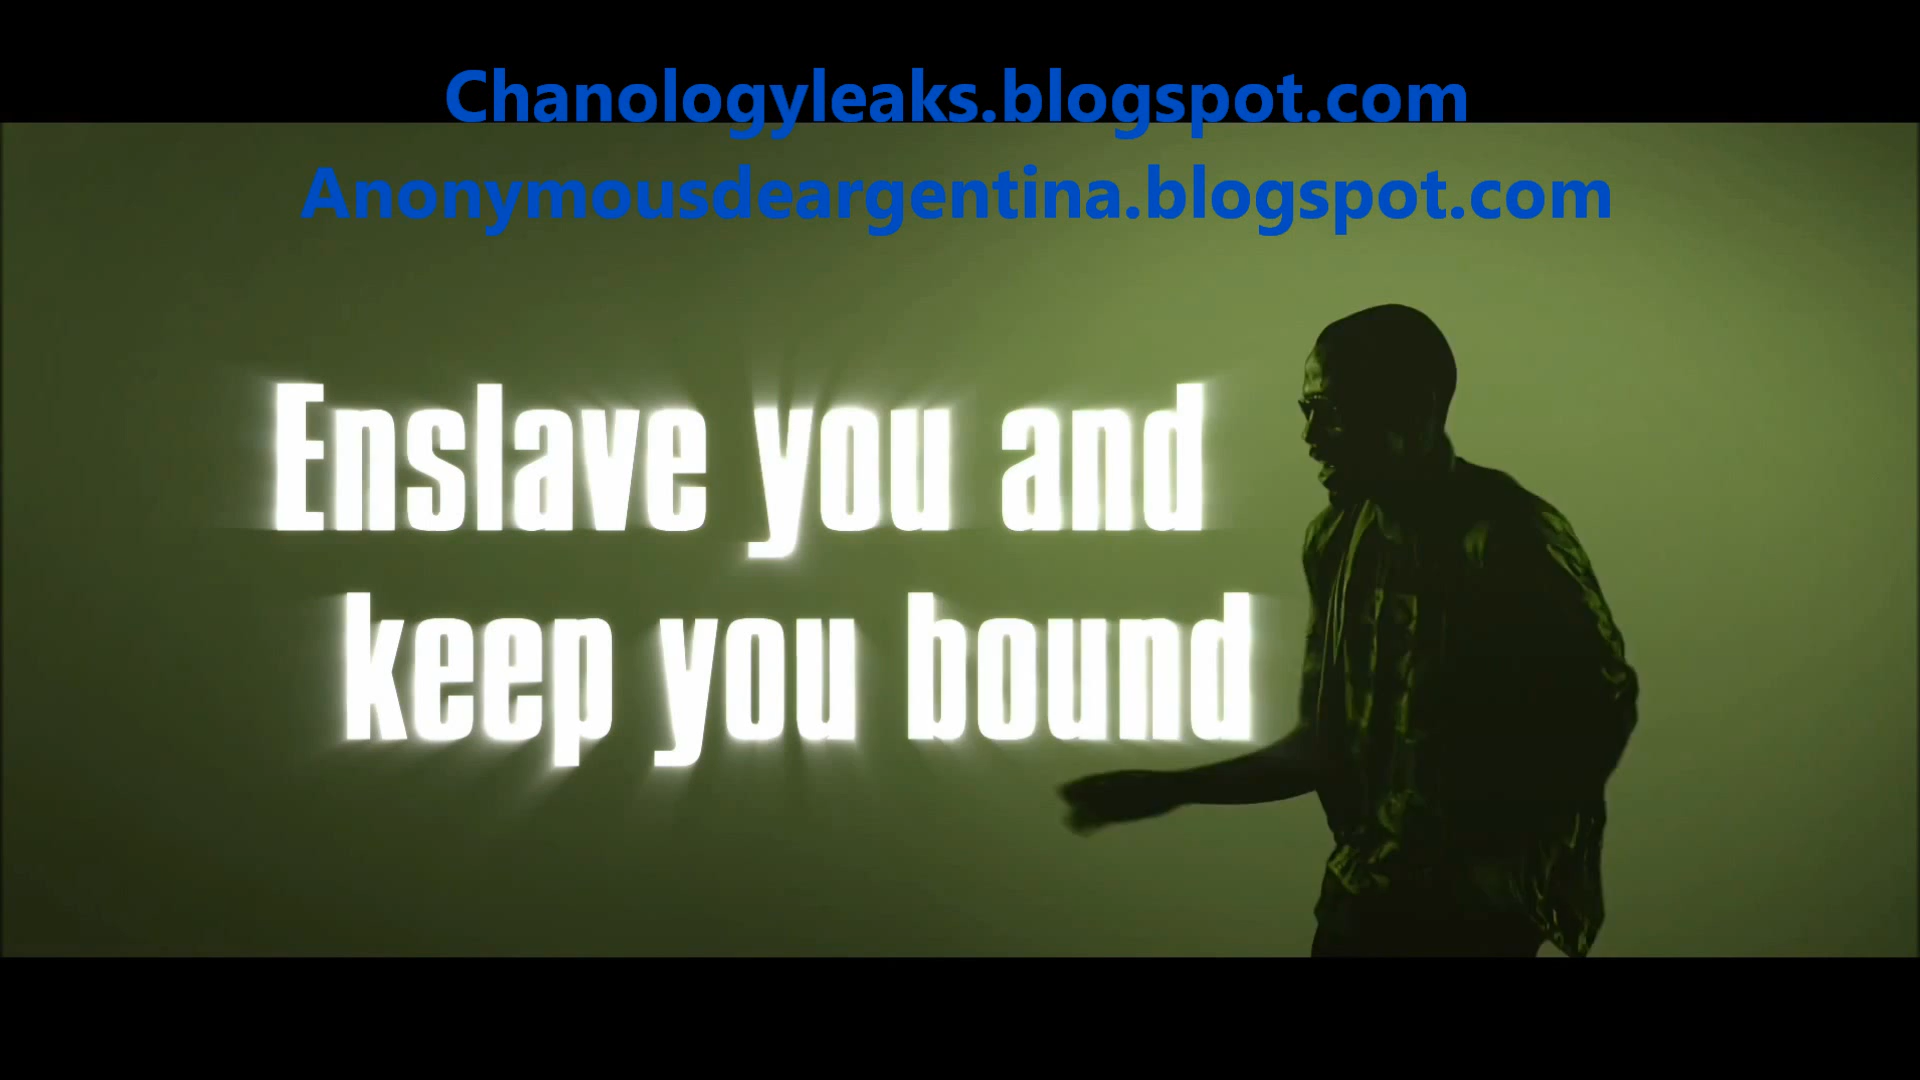 Chanologyleaks.blogspot.com
Anonymousdeargentina.blogspot.com
Enslave you and
keep you bound